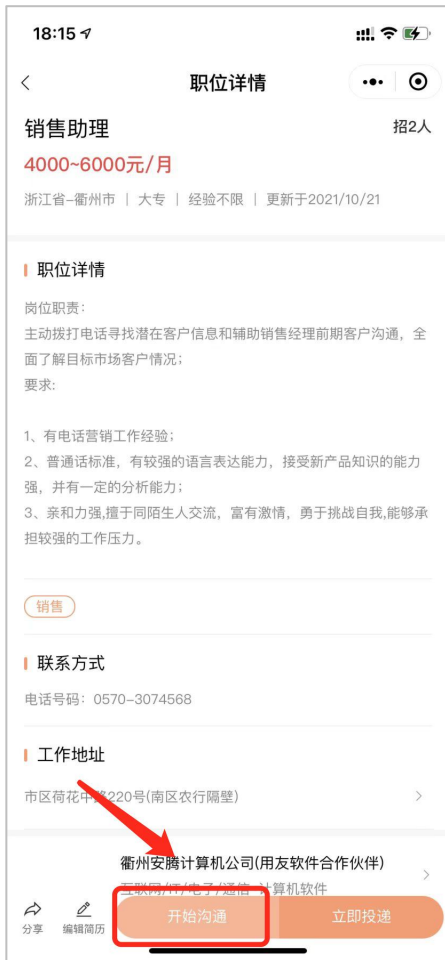 18:15
职位详情
销售助理
招2人
4000~6000元/月
浙江省-衢州市 | 大专 | 经验不限 | 更新于2021/10/21
职位详情
岗位职责:
主动拨打电话寻找潜在客户信息和辅助销售经理前期客户沟通，全
面了解目标市场客户情况；
要求:
1、有电话营销工作经验；
2、普通话标准，有较强的语言表达能力，接受新产品知识的能力
强，并有一定的分析能力；
3、亲和力强,擅于同陌生人交流，富有激情，勇于挑战自我,能够承
担较强的工作压力。
销售
联系方式
电话号码：0570-3074568
工作地址
市区荷花中路220号(南区农行隔壁)
衢州安腾计算机公司(用友软件合作伙伴)
互联网/IT/电子/通信 计算机软件
分享
编辑简历
开始沟通
立即投递